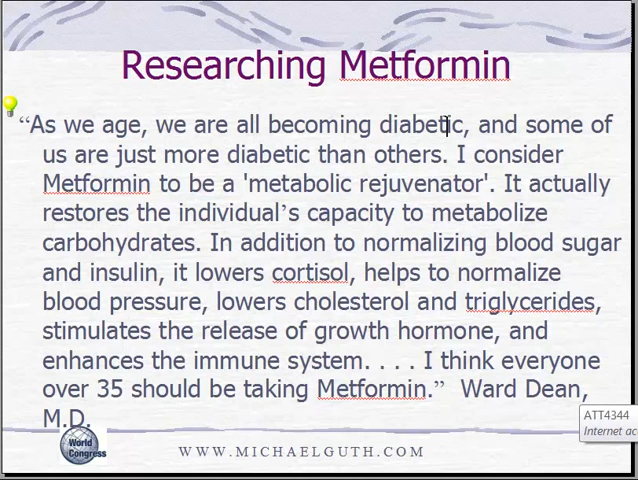 Researching Metformin
“As we age, we are all becoming diabetic, and some of
us are just more diabetic than others. I consider
Metformin to be a 'metabolic rejuvenator'. It actually
restores the individual’s capacity to metabolize
carbohydrates. In addition to normalizing blood sugar
and insulin, it lowers cortisol, helps to normalize
blood pressure, lowers cholesterol and triglycerides,
stimulates the release of growth hormone, and
enhances the immune system. . . . I think everyone
over 35 should be taking Metformin.” Ward Dean,
M.D.
ATT4344
Internet ac
World
Congress
WWW.MICHAELGUTH.COM